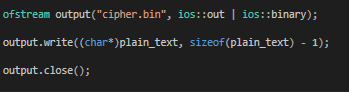 ofstream output("cipher.bin", ios::out | ios::binary);
output.write((char*)plain_text, sizeof(plain_text) - 1);
output.close();